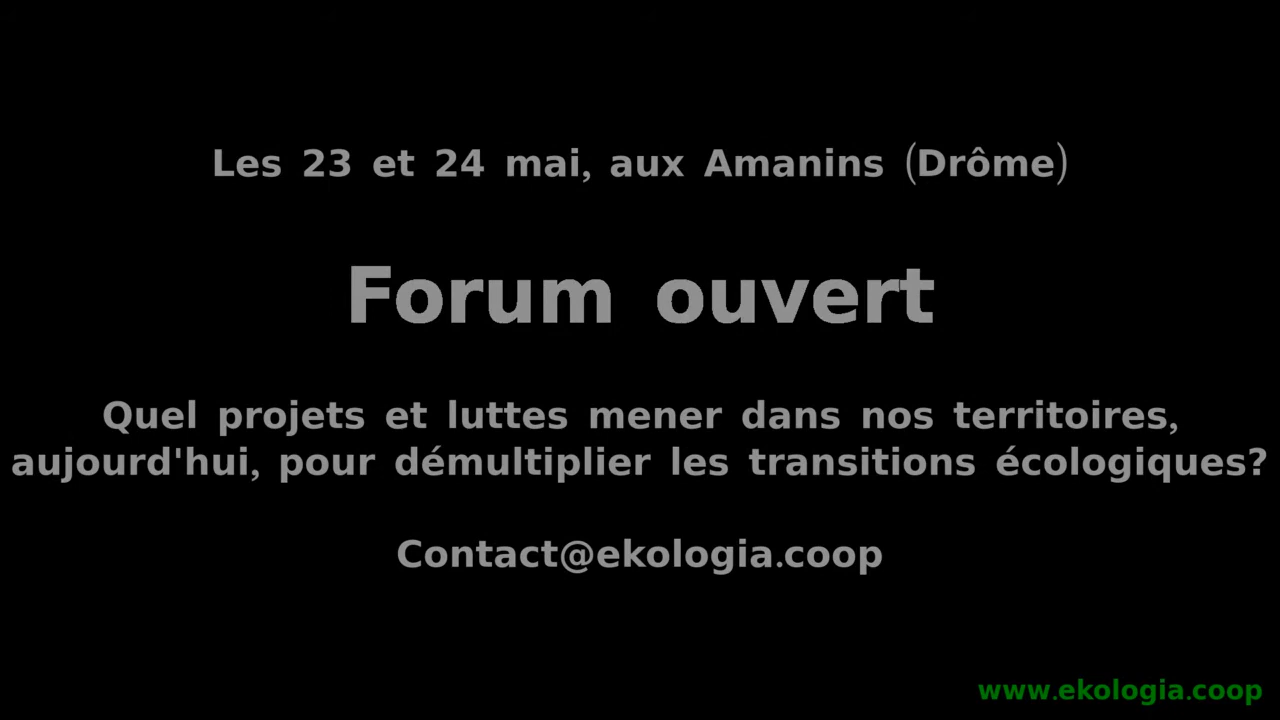 Les 23 et 24 mai, aux Amanins (Drôme)
Forum ouvert
Quel projets et luttes mener dans nos territoires,
aujourd'hui, pour démultiplier les transitions écologiques?
Contact@ekologia.coop
www.ekologia.coop